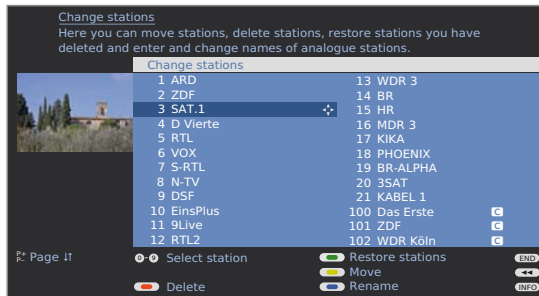 Change stations
Here you can move stations, delete stations, restore stations you have
deleted and enter and change names of analogue stations.
Change stations
1 ARD
2 ZDF
3 SAT.1
4 D Vierte
5 RTL
6 VOX
7 S-RTL
8 N-TV
9 DSF
10 EinsPlus
11 9Live
12 RTL2
13 WDR 3
14 BR
15 HR
16 MDR 3
17 KIKA
18 PHOENIX
19 BR-ALPHA
20 3SAT
21 KABEL 1
100 Das Erste C
101 ZDF C
102 WDR Köln C
P+
P- Page
0-9 Select station
Delete
Restore stations END
Move
Rename INFO